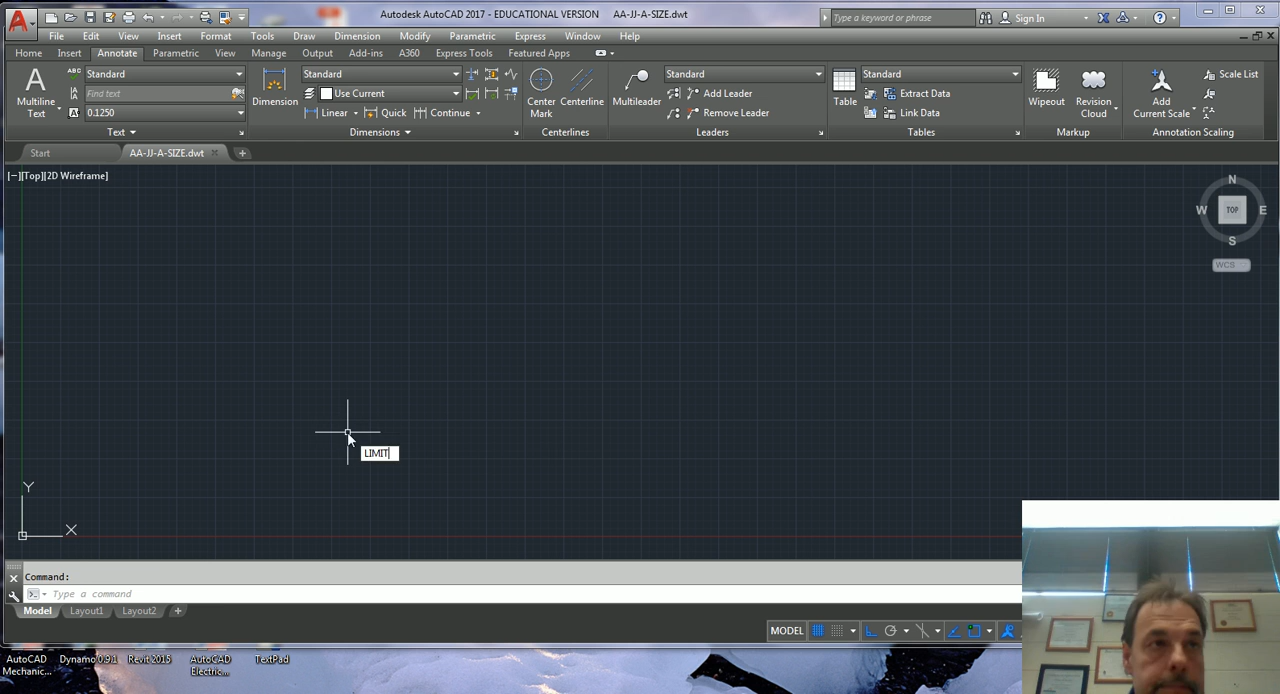 Autodesk AutoCAD 2017 - EDUCATIONAL VERSION AA-JJ-A-SIZE.dwt
Type a keyword or phrase
Sign In
File Edit View Insert Format Tools Draw Dimension Modify Parametric Express Window Help
Home Insert Annotate Parametric View Manage Output Add-ins A360 Express Tools Featured Apps
ABC Standard Standard Standard Standard Scale List
Find text Use Current Add Leader Extract Data
Multiline Text Dimension Center Mark Centerline Multileader Table Wipeout Revision Cloud Add Current Scale
0.1250 Linear Quick Continue Remove Leader Link Data
Text Dimensions Centerlines Leaders Tables Markup Annotation Scaling
Start AA-JJ-A-SIZE.dwt
[−][Top][2D Wireframe]
N
W TOP E
S
WCS
LIMIT
Y
X
Command:
Type a command
Model Layout1 Layout2 +
MODEL
AutoCAD Mechanic... Dynamo 0.9.1 Revit 2015 AutoCAD Electric... TextPad